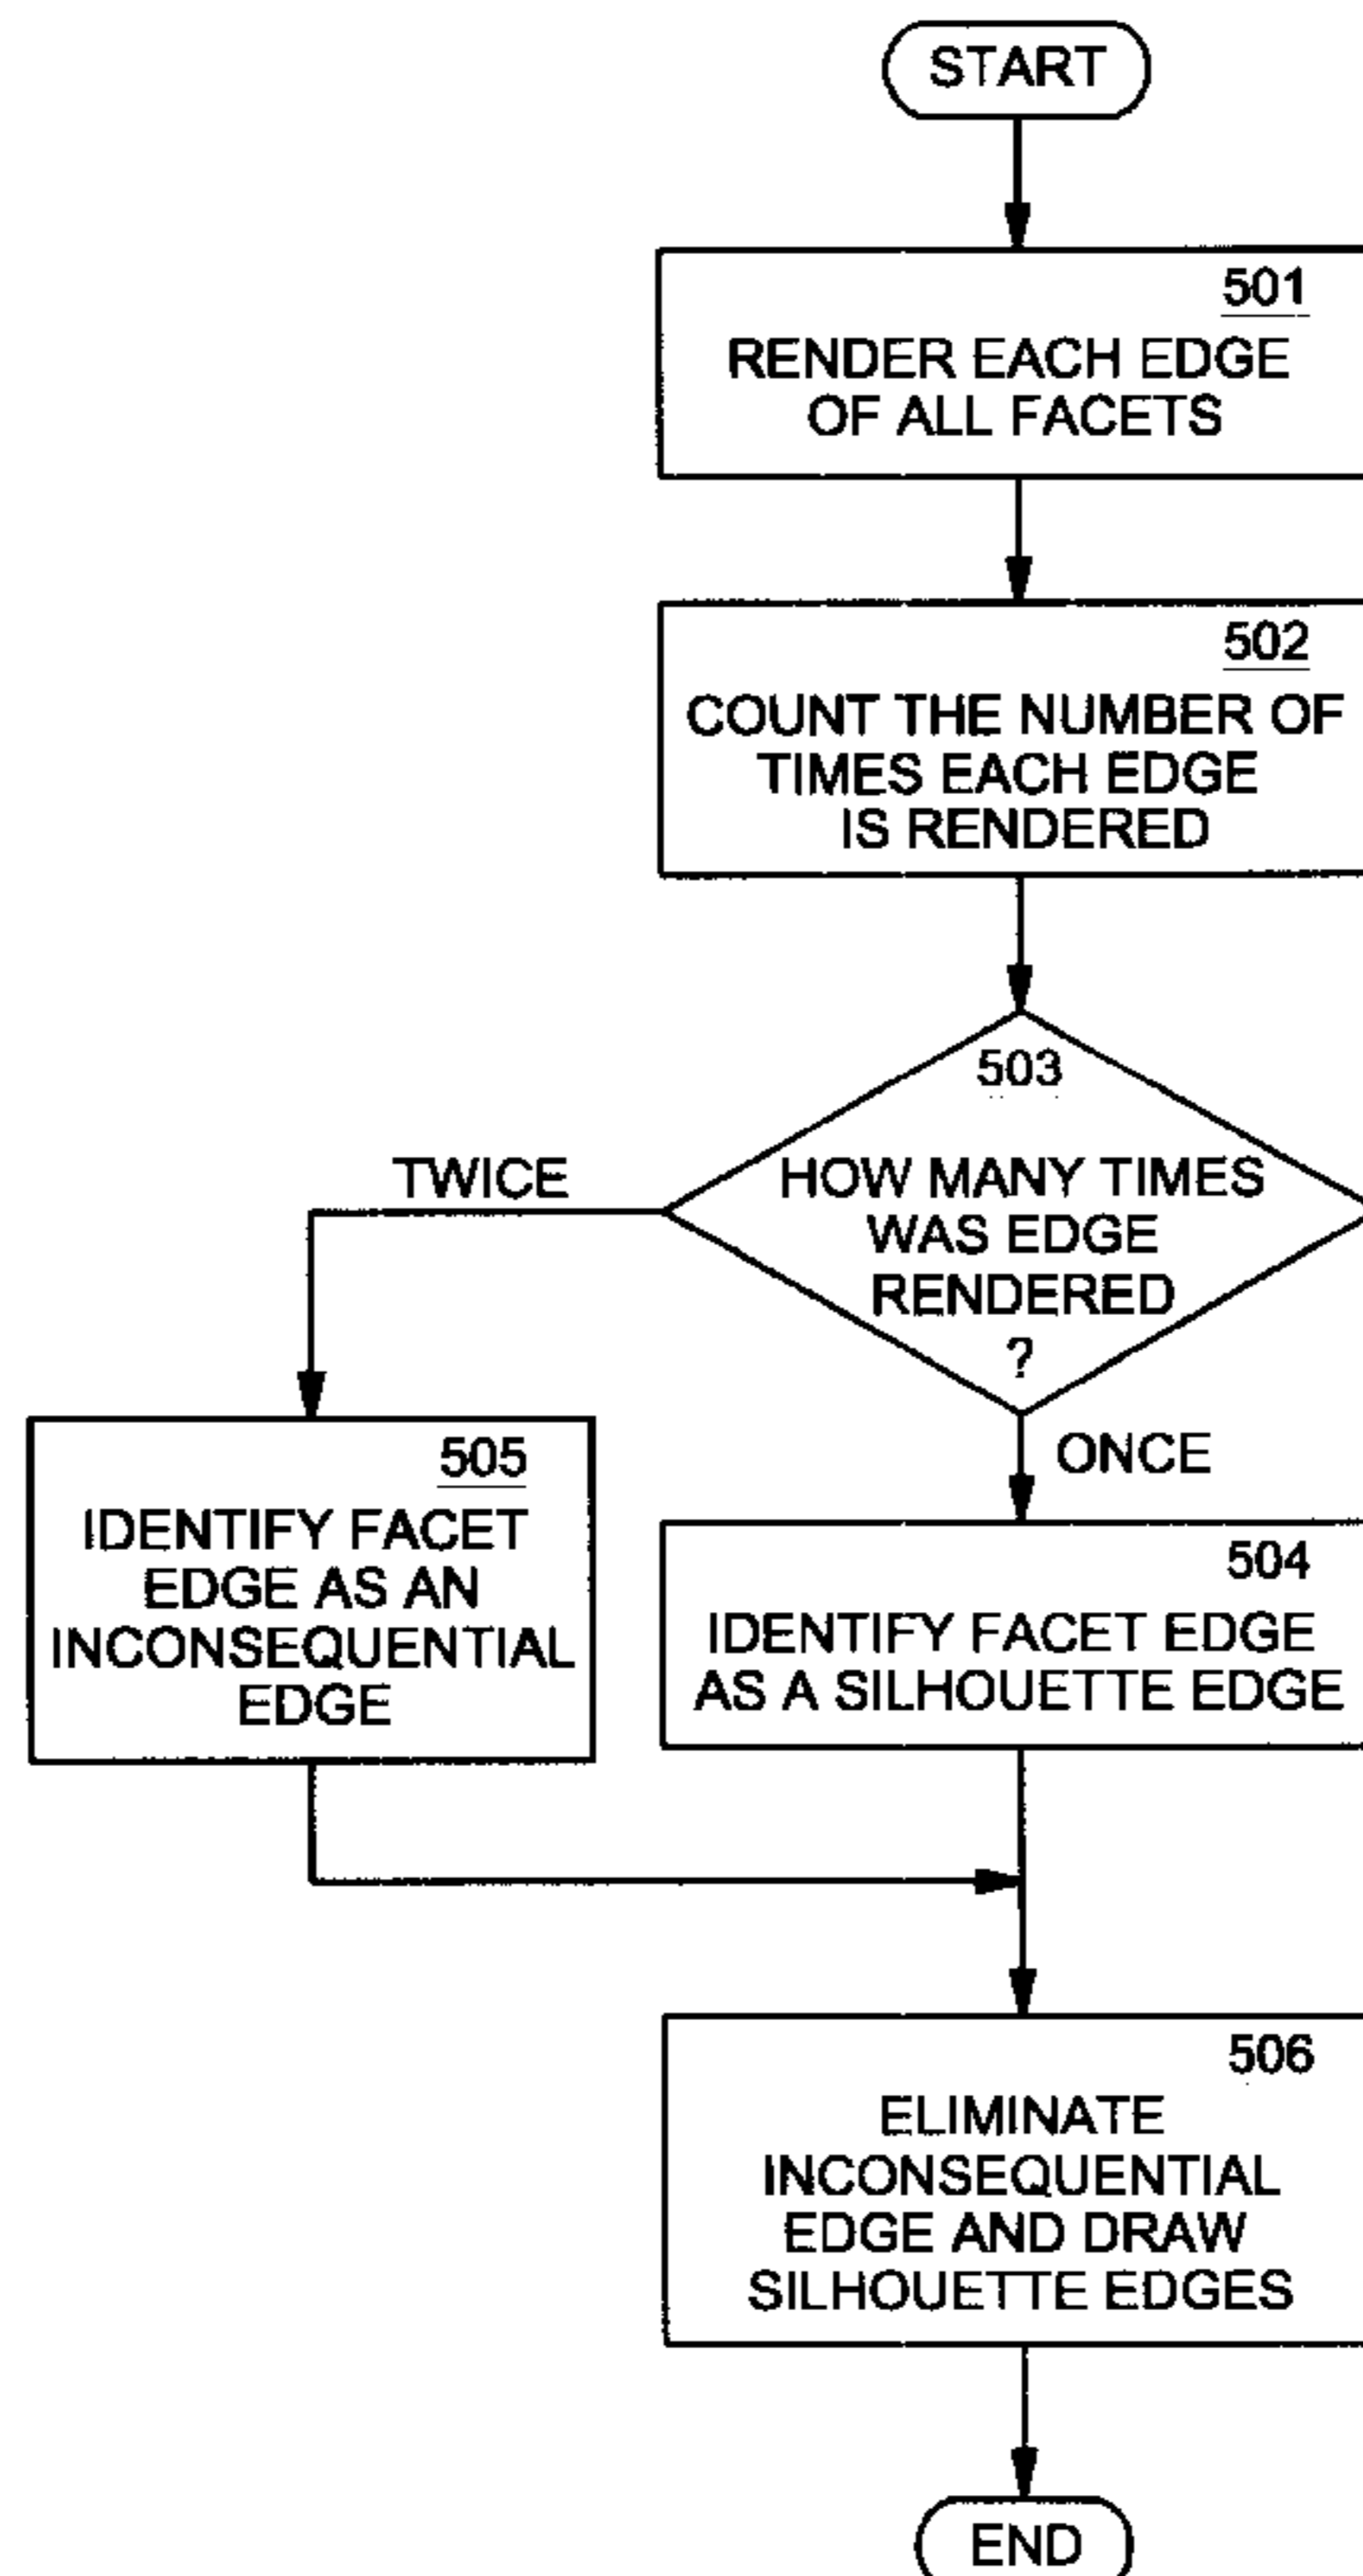 START
501
RENDER EACH EDGE
OF ALL FACETS
502
COUNT THE NUMBER OF
TIMES EACH EDGE
IS RENDERED
503
HOW MANY TIMES
WAS EDGE
RENDERED
?
TWICE
ONCE
505
IDENTIFY FACET
EDGE AS AN
INCONSEQUENTIAL
EDGE
504
IDENTIFY FACET EDGE
AS A SILHOUETTE EDGE
506
ELIMINATE
INCONSEQUENTIAL
EDGE AND DRAW
SILHOUETTE EDGES
END